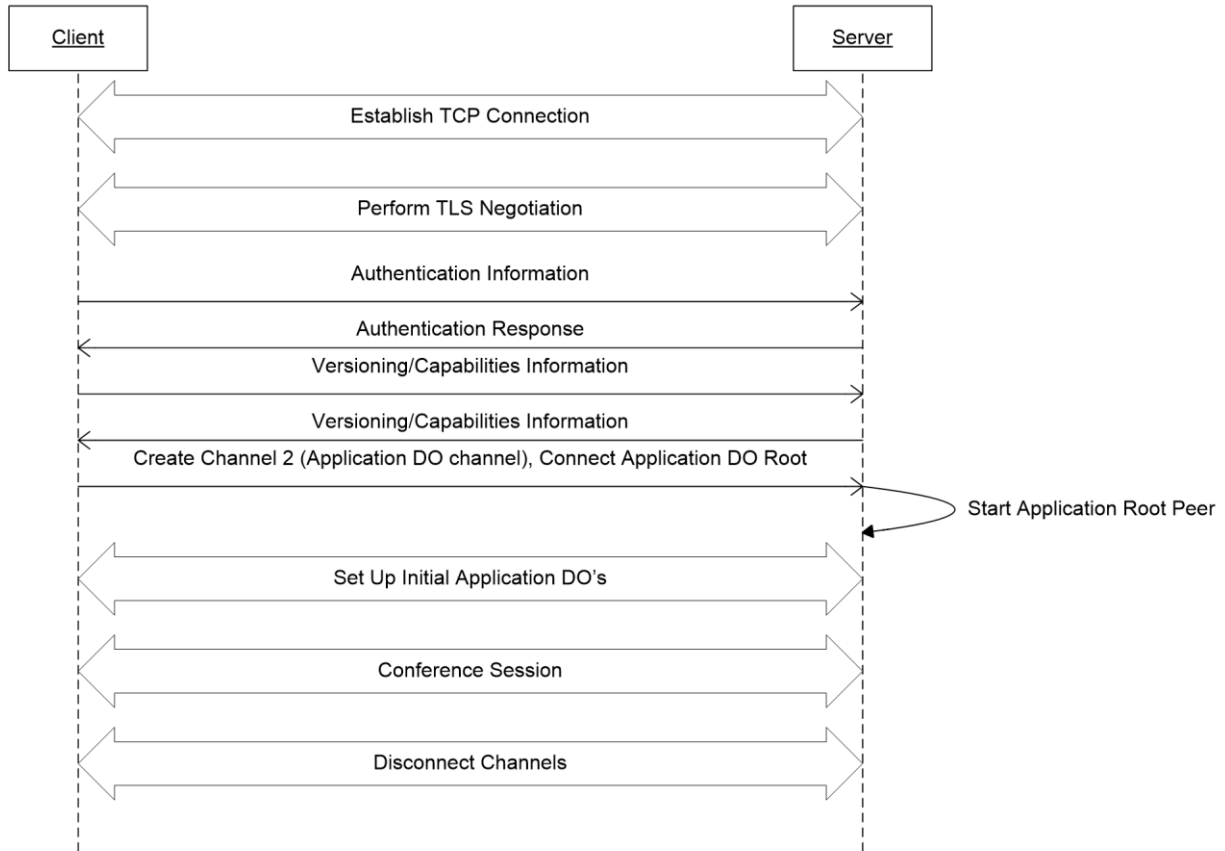 Client
Server
Establish TCP Connection
Perform TLS Negotiation
Authentication Information
Authentication Response
Versioning/Capabilities Information
Versioning/Capabilities Information
Create Channel 2 (Application DO channel), Connect Application DO Root
Start Application Root Peer
Set Up Initial Application DO’s
Conference Session
Disconnect Channels